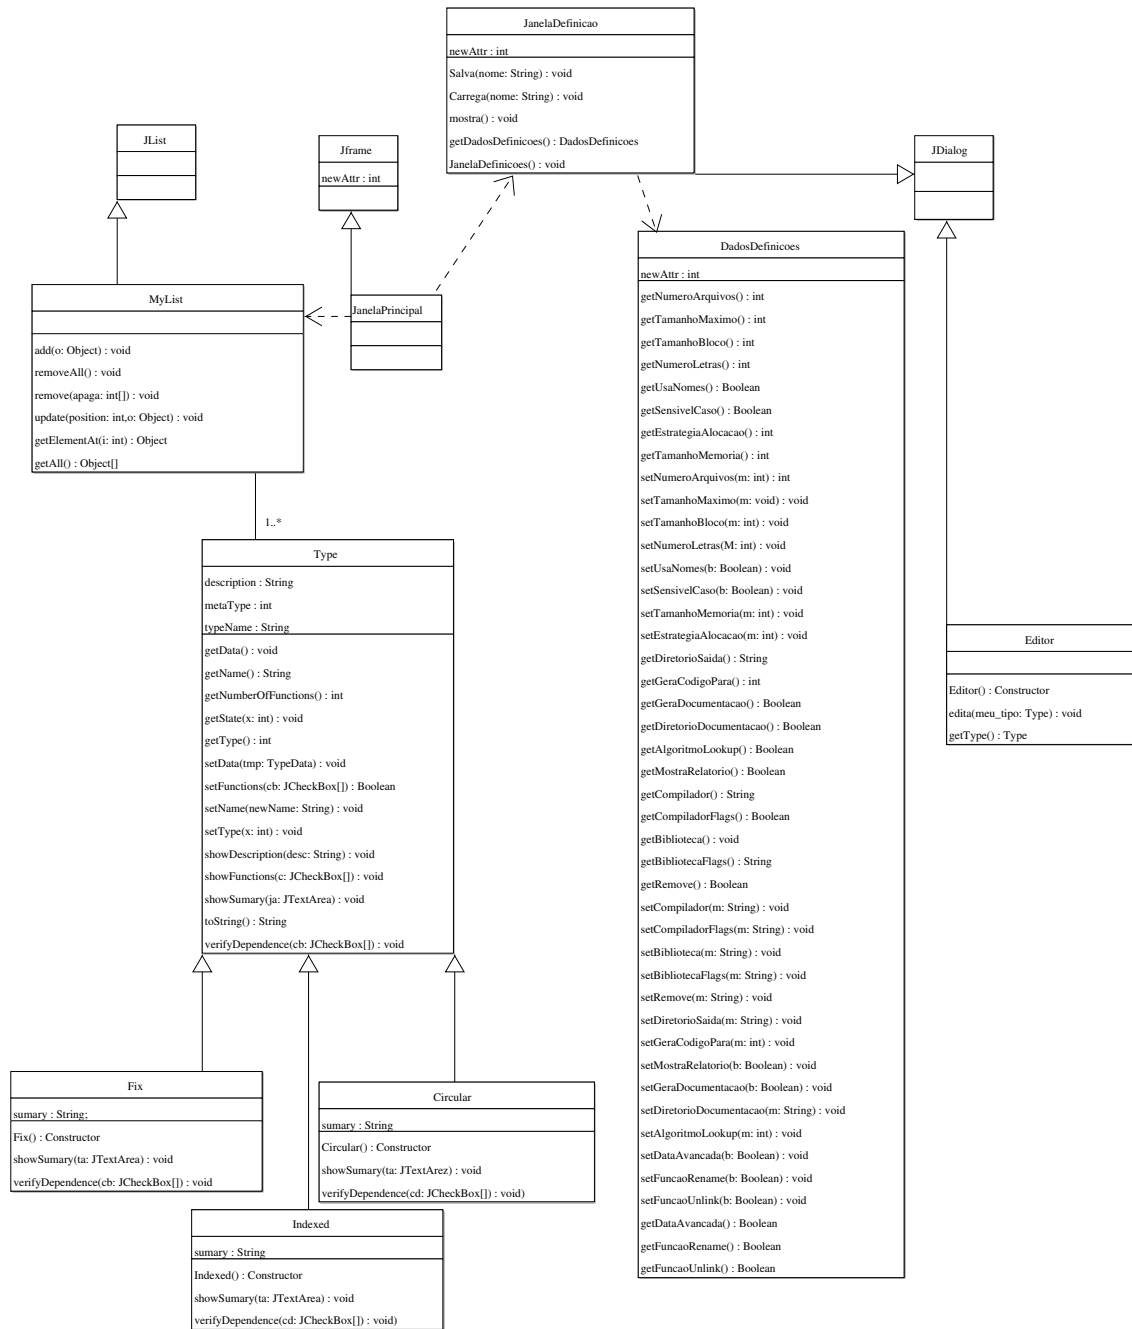 JanelaDefinicao
newAttr : int
Salva(nome: String) : void
Carrega(nome: String) : void
mostra() : void
getDadosDefinicoes() : DadosDefinicoes
JanelaDefinicoes() : void
JList
Jframe
newAttr : int
JDialog
MyList
add(o: Object) : void
removeAll() : void
remove(apaga: int[]) : void
update(position: int,o: Object) : void
getElementAt(i: int) : Object
getAll() : Object[]
JanelaPrincipal
DadosDefinicoes
newAttr : int
getNumeroArquivos() : int
getTamanhoMaximo() : int
getTamanhoBloco() : int
getNumeroLetras() : int
getUsaNomes() : Boolean
getSensivelCaso() : Boolean
getEstrategiaAlocacao() : int
getTamanhoMemoria() : int
setNumeroArquivos(m: int) : int
setTamanhoMaximo(m: void) : void
setTamanhoBloco(m: int) : void
setNumeroLetras(M: int) : void
setUsaNomes(b: Boolean) : void
setSensivelCaso(b: Boolean) : void
setTamanhoMemoria(m: int) : void
setEstrategiaAlocacao(m: int) : void
getDiretorioSaida() : String
getGeraCodigoPara() : int
getGeraDocumentacao() : Boolean
getDiretorioDocumentacao() : Boolean
getAlgoritmoLookup() : Boolean
getMostraRelatorio() : Boolean
getCompilador() : String
getCompiladorFlags() : Boolean
getBiblioteca() : void
getBibliotecaFlags() : String
getRemove() : Boolean
setCompilador(m: String) : void
setCompiladorFlags(m: String) : void
setBiblioteca(m: String) : void
setBibliotecaFlags(m: String) : void
setRemove(m: String) : void
setDiretorioSaida(m: String) : void
setGeraCodigoPara(m: int) : void
setMostraRelatorio(b: Boolean) : void
setGeraDocumentacao(b: Boolean) : void
setDiretorioDocumentacao(m: String) : void
setAlgoritmoLookup(m: int) : void
setDataAvancada(b: Boolean) : void
setFuncaoRename(b: Boolean) : void
setFuncaoUnlink(b: Boolean) : void
getDataAvancada() : Boolean
getFuncaoRename() : Boolean
getFuncaoUnlink() : Boolean
1..*
Type
description : String
metaType : int
typeName : String
getData() : void
getName() : String
getNumberOfFunctions() : int
getState(x: int) : void
getType() : int
setData(tmp: TypeData) : void
setFunctions(cb: JCheckBox[]) : Boolean
setName(newName: String) : void
setType(x: int) : void
showDescription(desc: String) : void
showFunctions(c: JCheckBox[]) : void
showSumary(ja: JTextArea) : void
toString() : String
verifyDependence(cb: JCheckBox[]) : void
Editor
Editor() : Constructor
edita(meu_tipo: Type) : void
getType() : Type
Fix
sumary : String;
Fix() : Constructor
showSumary(ta: JTextArea) : void
verifyDependence(cb: JCheckBox[]) : void
Circular
sumary : String
Circular() : Constructor
showSumary(ta: JTextArez) : void
verifyDependence(cd: JCheckBox[]) : void)
Indexed
sumary : String
Indexed() : Constructor
showSumary(ta: JTextArea) : void
verifyDependence(cd: JCheckBox[]) : void)